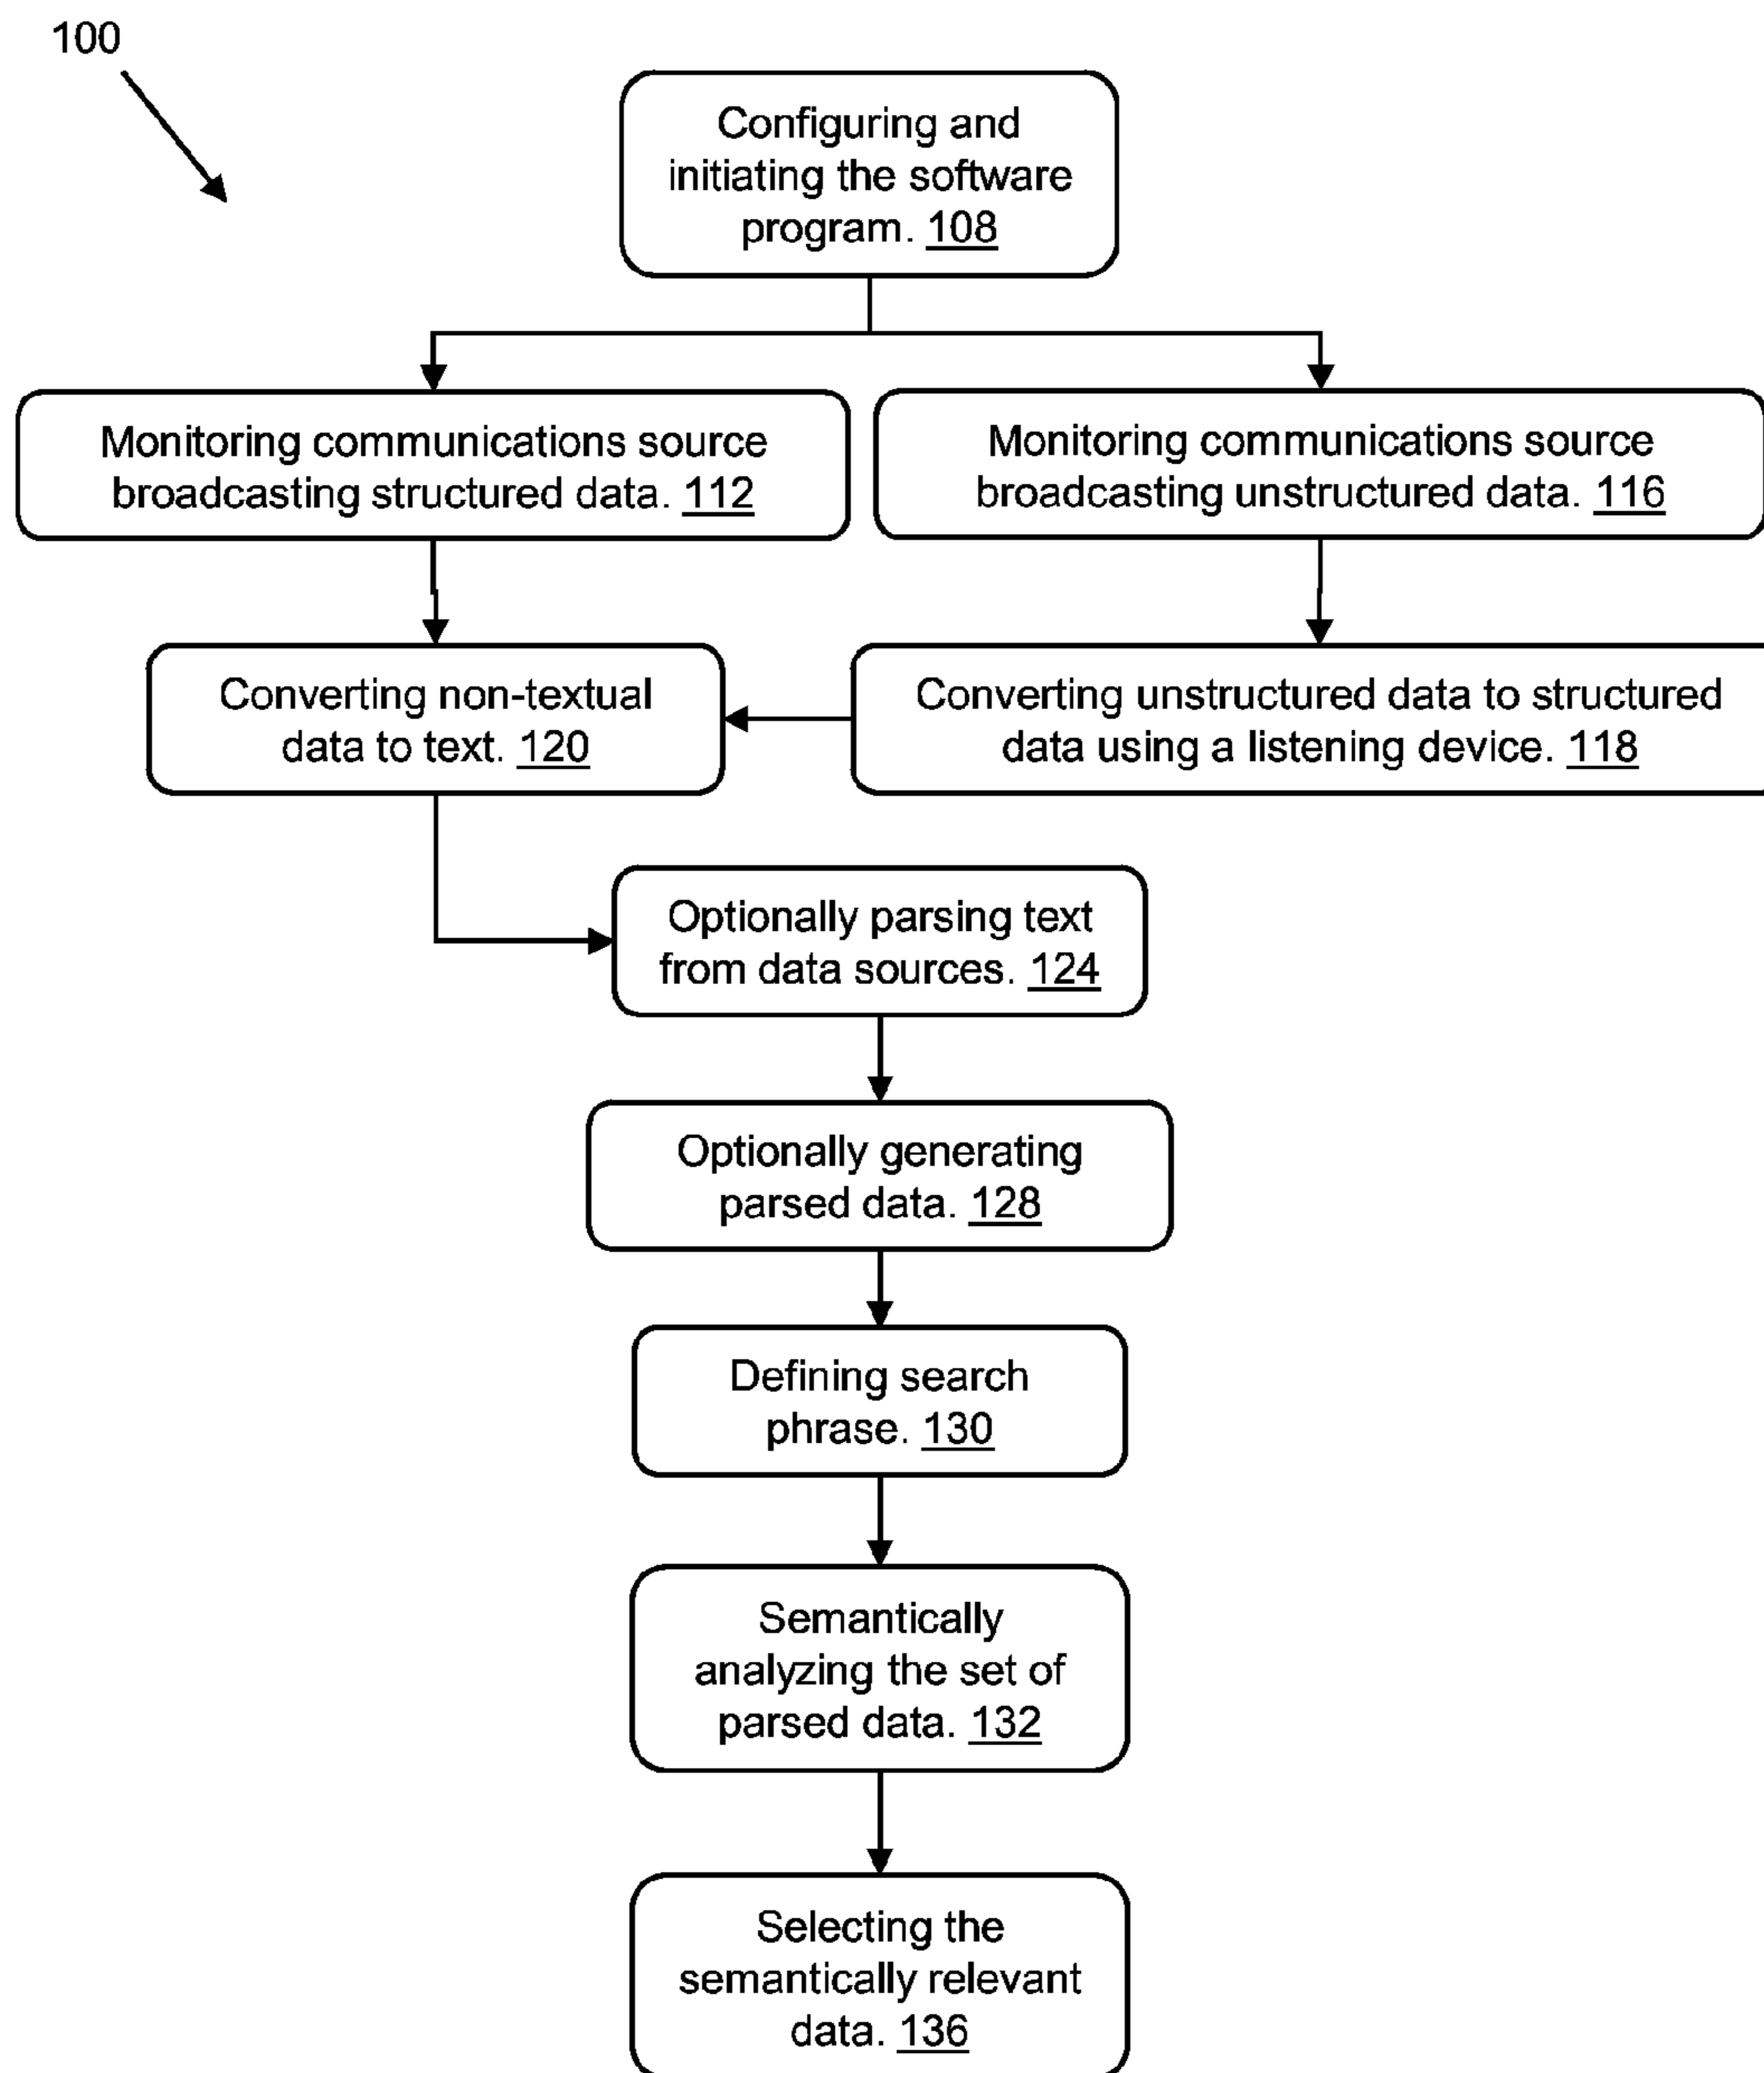 100
Configuring and
initiating the software
program. 108
Monitoring communications source
broadcasting structured data. 112
Monitoring communications source
broadcasting unstructured data. 116
Converting non-textual
data to text. 120
Converting unstructured data to structured
data using a listening device. 118
Optionally parsing text
from data sources. 124
Optionally generating
parsed data. 128
Defining search
phrase. 130
Semantically
analyzing the set of
parsed data. 132
Selecting the
semantically relevant
data. 136